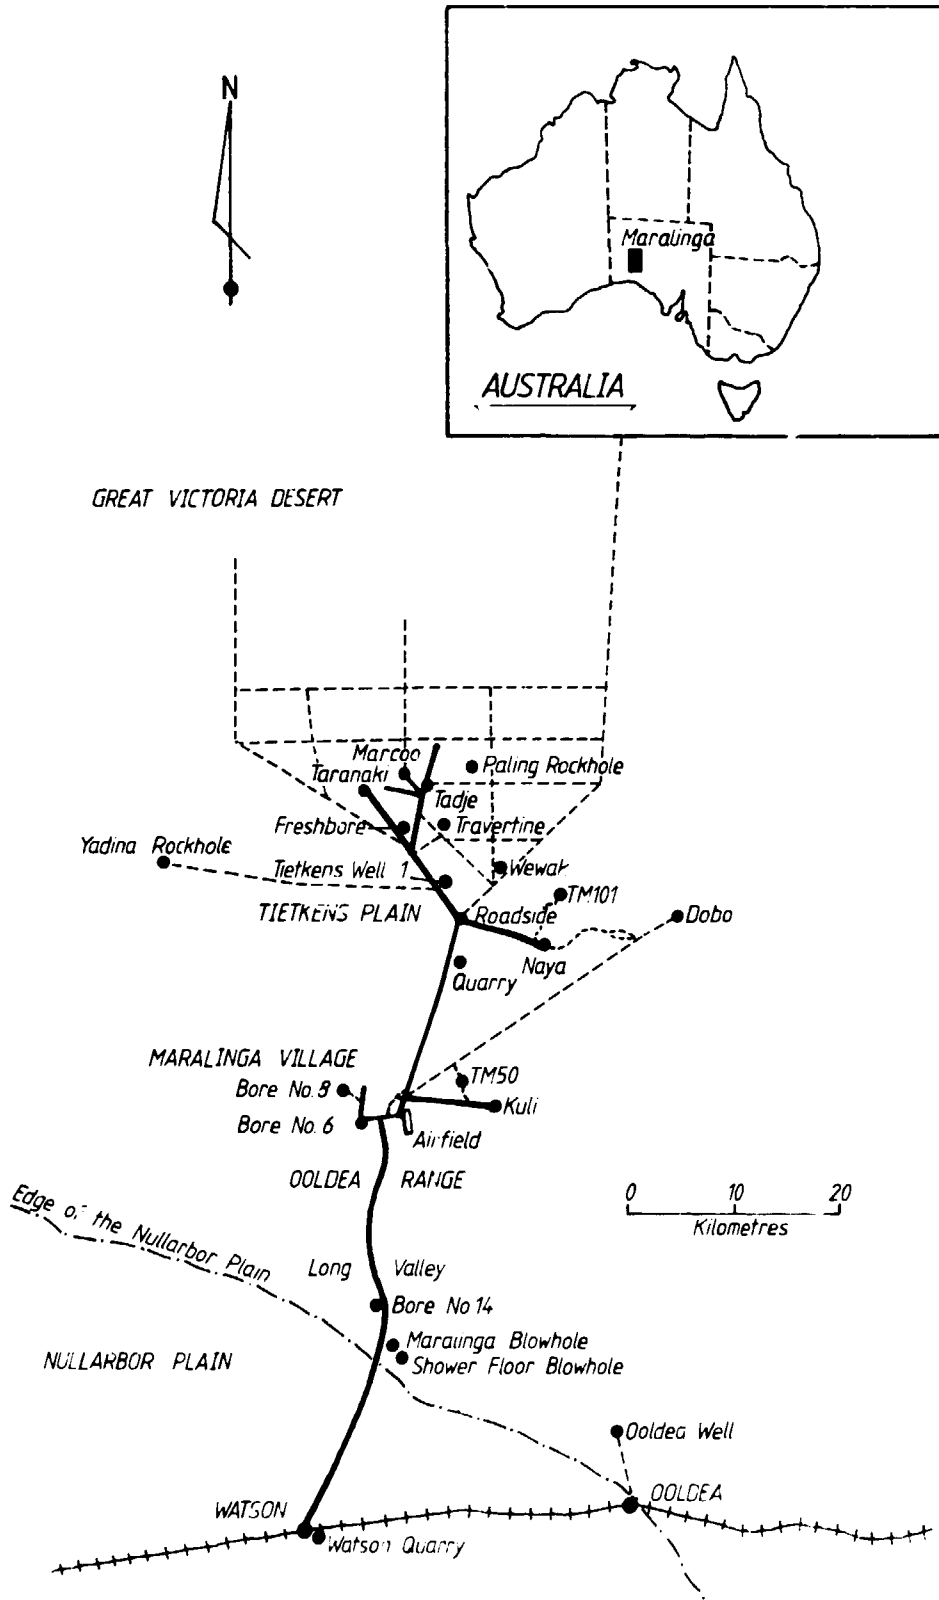 N
Maralinga
AUSTRALIA
GREAT VICTORIA DESERT
Marcoo
Taranaki
Paling Rockhole
Tadje
Freshbore
Travertine
Yadina Rockhole
Tietkens Well 1
Wewak
TM101
TIETKENS PLAIN
Roadside
Dobo
Naya
Quarry
MARALINGA VILLAGE
TM50
Bore No. 8
Kuli
Bore No. 6
Airfield
OOLDEA RANGE
0 10 20
Kilometres
Edge of the Nullarbor Plain
Long Valley
Bore No 14
Maralinga Blowhole
NULLARBOR PLAIN
Shower Floor Blowhole
Ooldea Well
OOLDEA
WATSON
Watson Quarry